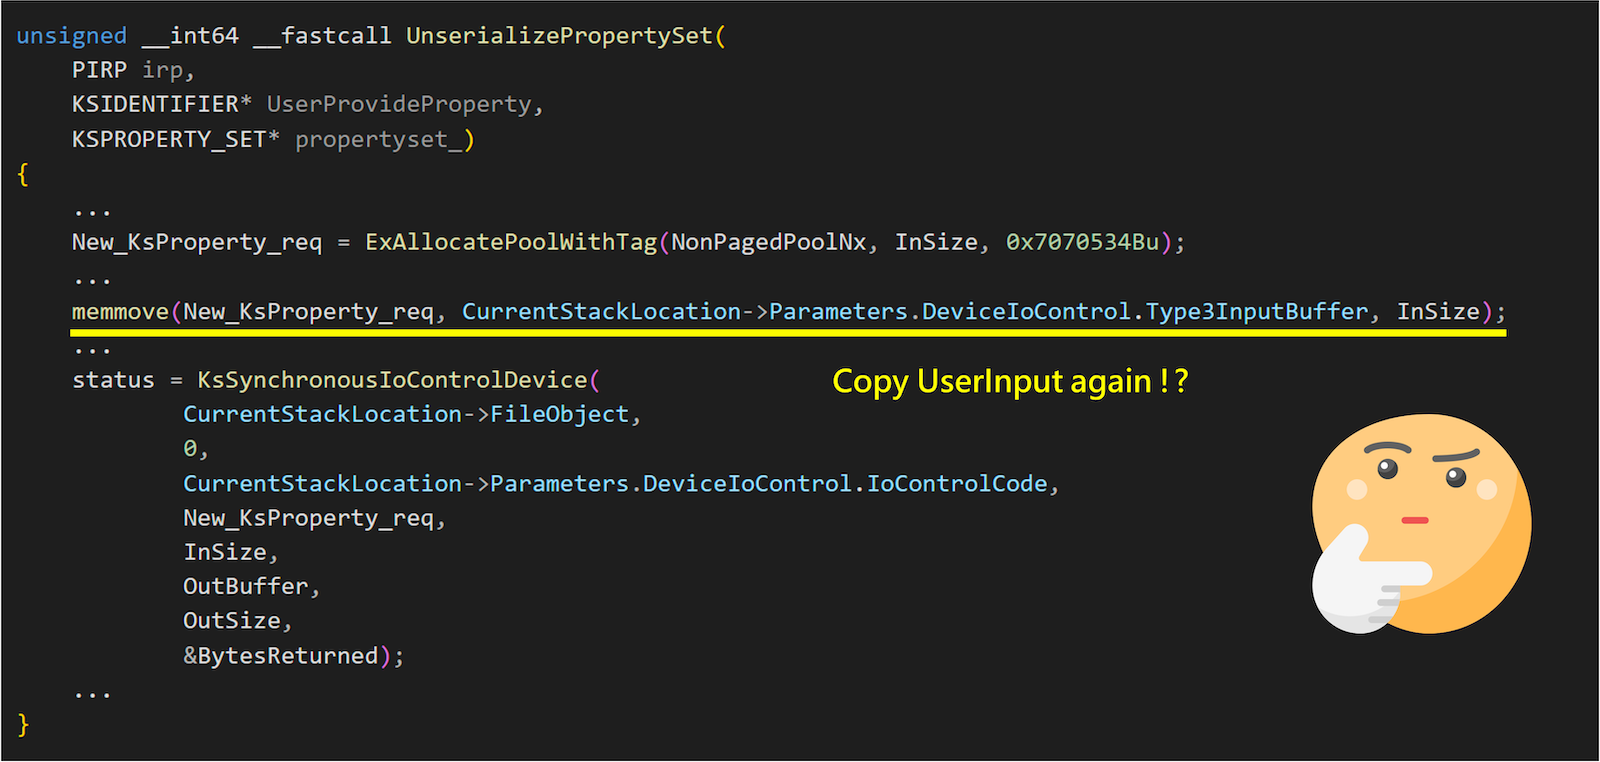 unsigned __int64 __fastcall UnserializePropertySet(
PIRP irp,
KSIDENTIFIER* UserProvideProperty,
KSPROPERTY_SET* propertyset_)
{
...
New_KsProperty_req = ExAllocatePoolWithTag(NonPagedPoolNx, InSize, 0x7070534Bu);
...
memmove(New_KsProperty_req, CurrentStackLocation->Parameters.DeviceIoControl.Type3InputBuffer, InSize);
...
status = KsSynchronousIoControlDevice(
Copy UserInput again !?
CurrentStackLocation->FileObject,
0,
CurrentStackLocation->Parameters.DeviceIoControl.IoControlCode,
New_KsProperty_req,
InSize,
OutBuffer,
OutSize,
&BytesReturned);
...
}